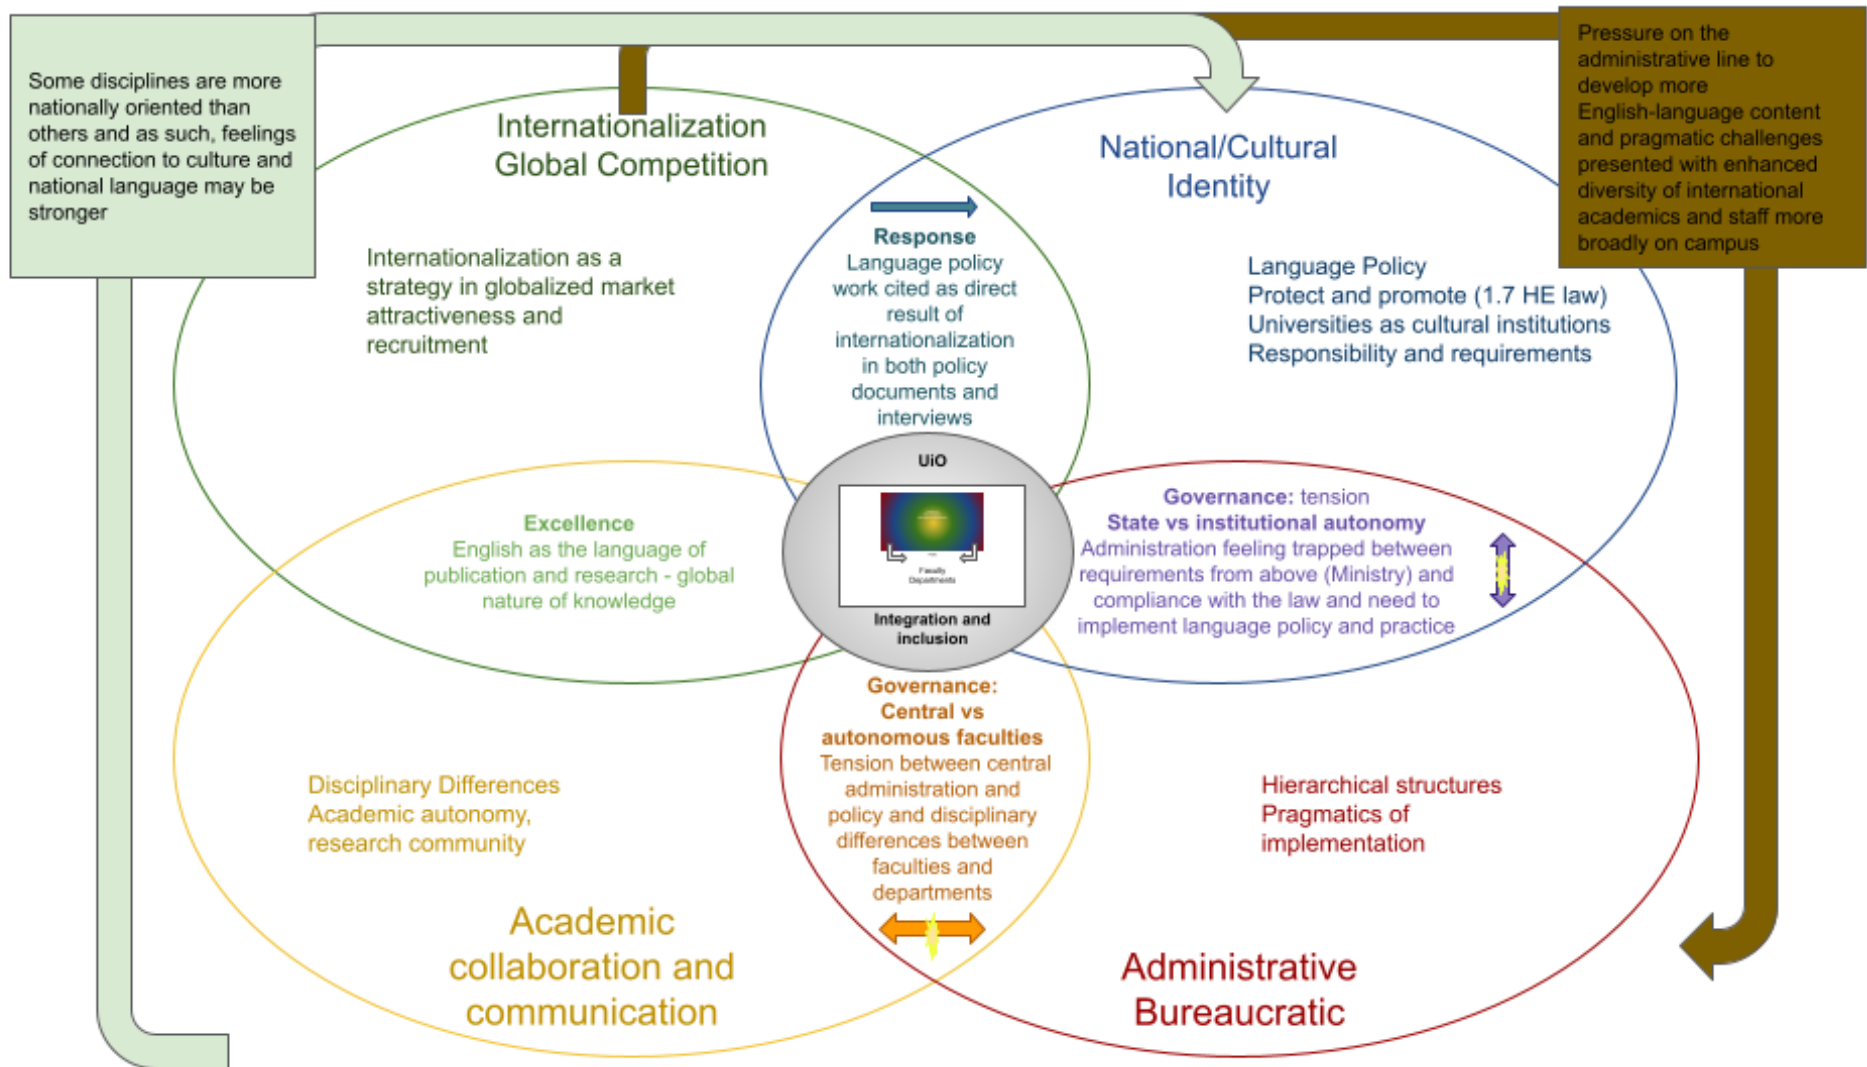 Some disciplines are more
nationally oriented than
others and as such, feelings
of connection to culture and
national language may be
stronger
Pressure on the
administrative line to
develop more
English-language content
and pragmatic challenges
presented with enhanced
diversity of international
academics and staff more
broadly on campus
Internationalization
Global Competition
National/Cultural
Identity
Internationalization as a
strategy in globalized market
attractiveness and
recruitment
Response
Language policy
work cited as direct
result of
internationalization
in both policy
documents and
interviews
Language Policy
Protect and promote (1.7 HE law)
Universities as cultural institutions
Responsibility and requirements
Excellence
English as the language of
publication and research - global
nature of knowledge
UiO
Faculty
Departments
Integration and
inclusion
Governance: tension
State vs institutional autonomy
Administration feeling trapped between
requirements from above (Ministry) and
compliance with the law and need to
implement language policy and practice
Governance:
Central vs
autonomous faculties
Tension between central
administration and
policy and disciplinary
differences between
faculties and
departments
Disciplinary Differences
Academic autonomy,
research community
Hierarchical structures
Pragmatics of
implementation
Academic
collaboration and
communication
Administrative
Bureaucratic